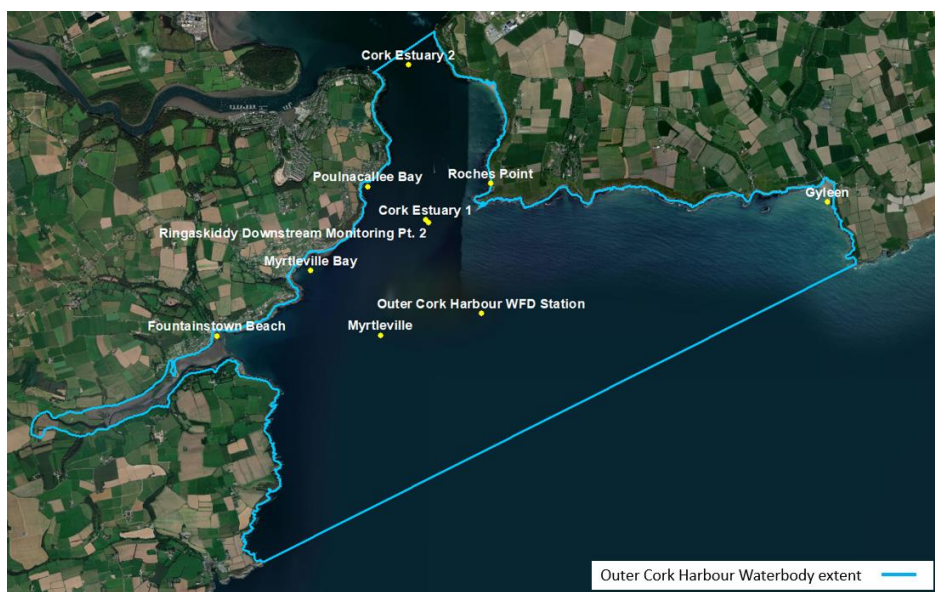 Cork Estuary 2
Poulnacallee Bay
Roches Point
Gyleen
Cork Estuary 1
Ringaskiddy Downstream Monitoring Pt. 2
Myrtleville Bay
Outer Cork Harbour WFD Station
Fountainstown Beach
Myrtleville
Outer Cork Harbour Waterbody extent